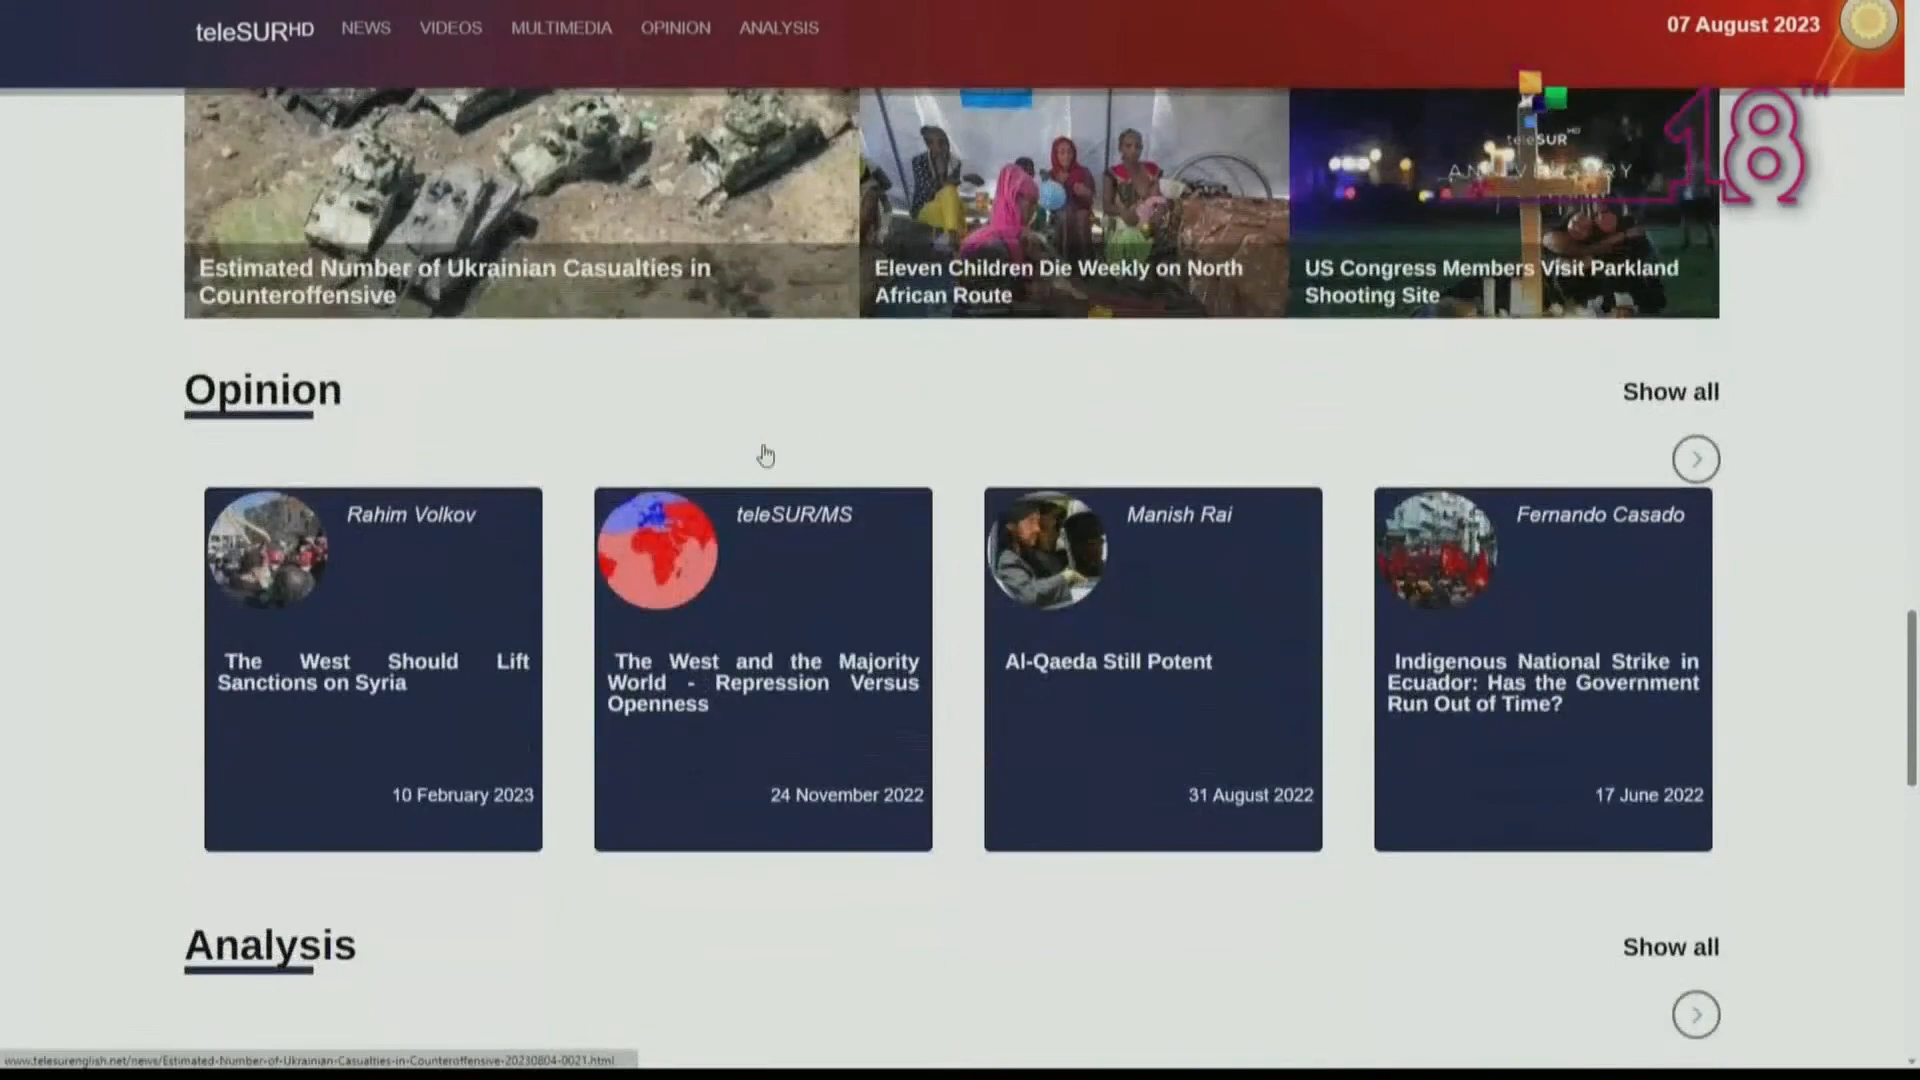 teleSURHD NEWS VIDEOS MULTIMEDIA OPINION ANALYSIS 07 August 2023
18TH
teleSURHD
ANNIVERSARY
Estimated Number of Ukrainian Casualties in
Counteroffensive
Eleven Children Die Weekly on North
African Route
US Congress Members Visit Parkland
Shooting Site
Opinion
Show all
Rahim Volkov
The West Should Lift
Sanctions on Syria
10 February 2023
teleSUR/MS
The West and the Majority
World - Repression Versus
Openness
24 November 2022
Manish Rai
Al-Qaeda Still Potent
31 August 2022
Fernando Casado
Indigenous National Strike in
Ecuador: Has the Government
Run Out of Time?
17 June 2022
Analysis
Show all
www.telesurenglish.net/news/Estimated-Number-of-Ukrainian-Casualties-in-Counteroffensive-20230804-0021.html